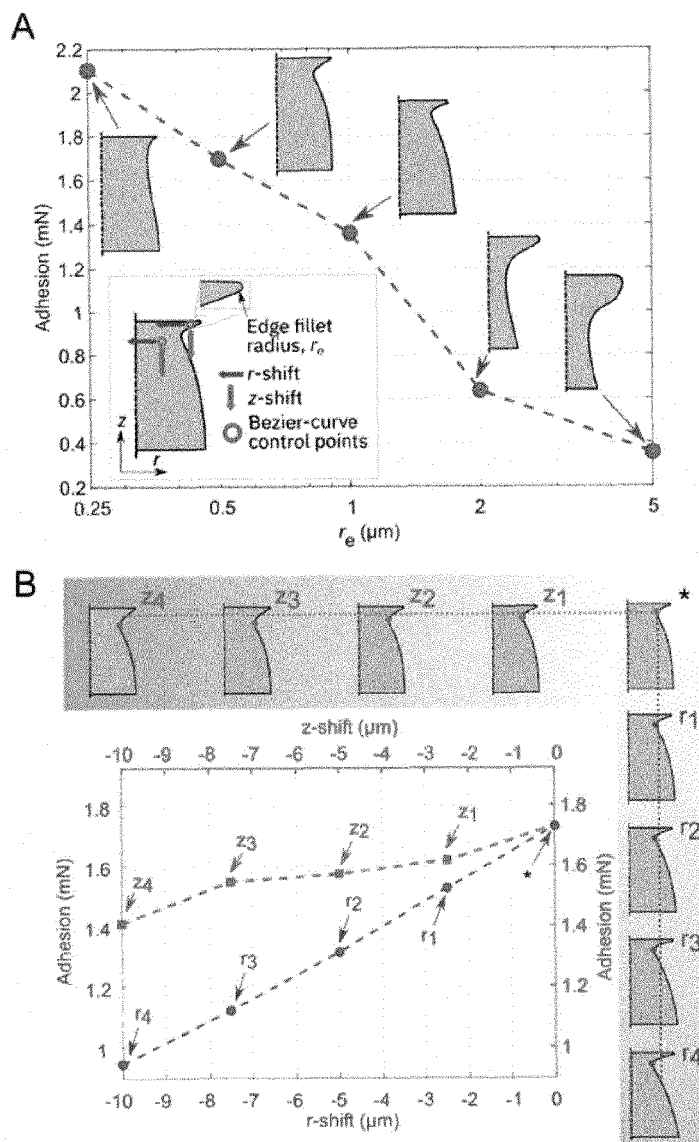 A
2.2
2
1.8
1.6
1.4
1.2
1
0.8
0.6
0.4
0.2
Adhesion (mN)
Edge fillet
radius, re
r-shift
z-shift
Bezier-curve
control points
z
r
0.25 0.5 1 2 5
re (µm)
B
z4 z3 z2 z1 *
z-shift (µm)
-10 -9 -8 -7 -6 -5 -4 -3 -2 -1 0
1.8
1.6
1.4
1.2
1
Adhesion (mN)
z4 z3 z2 z1
r4 r3 r2 r1 *
1.8
1.6
1.4
1.2
1
Adhesion (mN)
-10 -9 -8 -7 -6 -5 -4 -3 -2 -1 0
r-shift (µm)
r1
r2
r3
r4